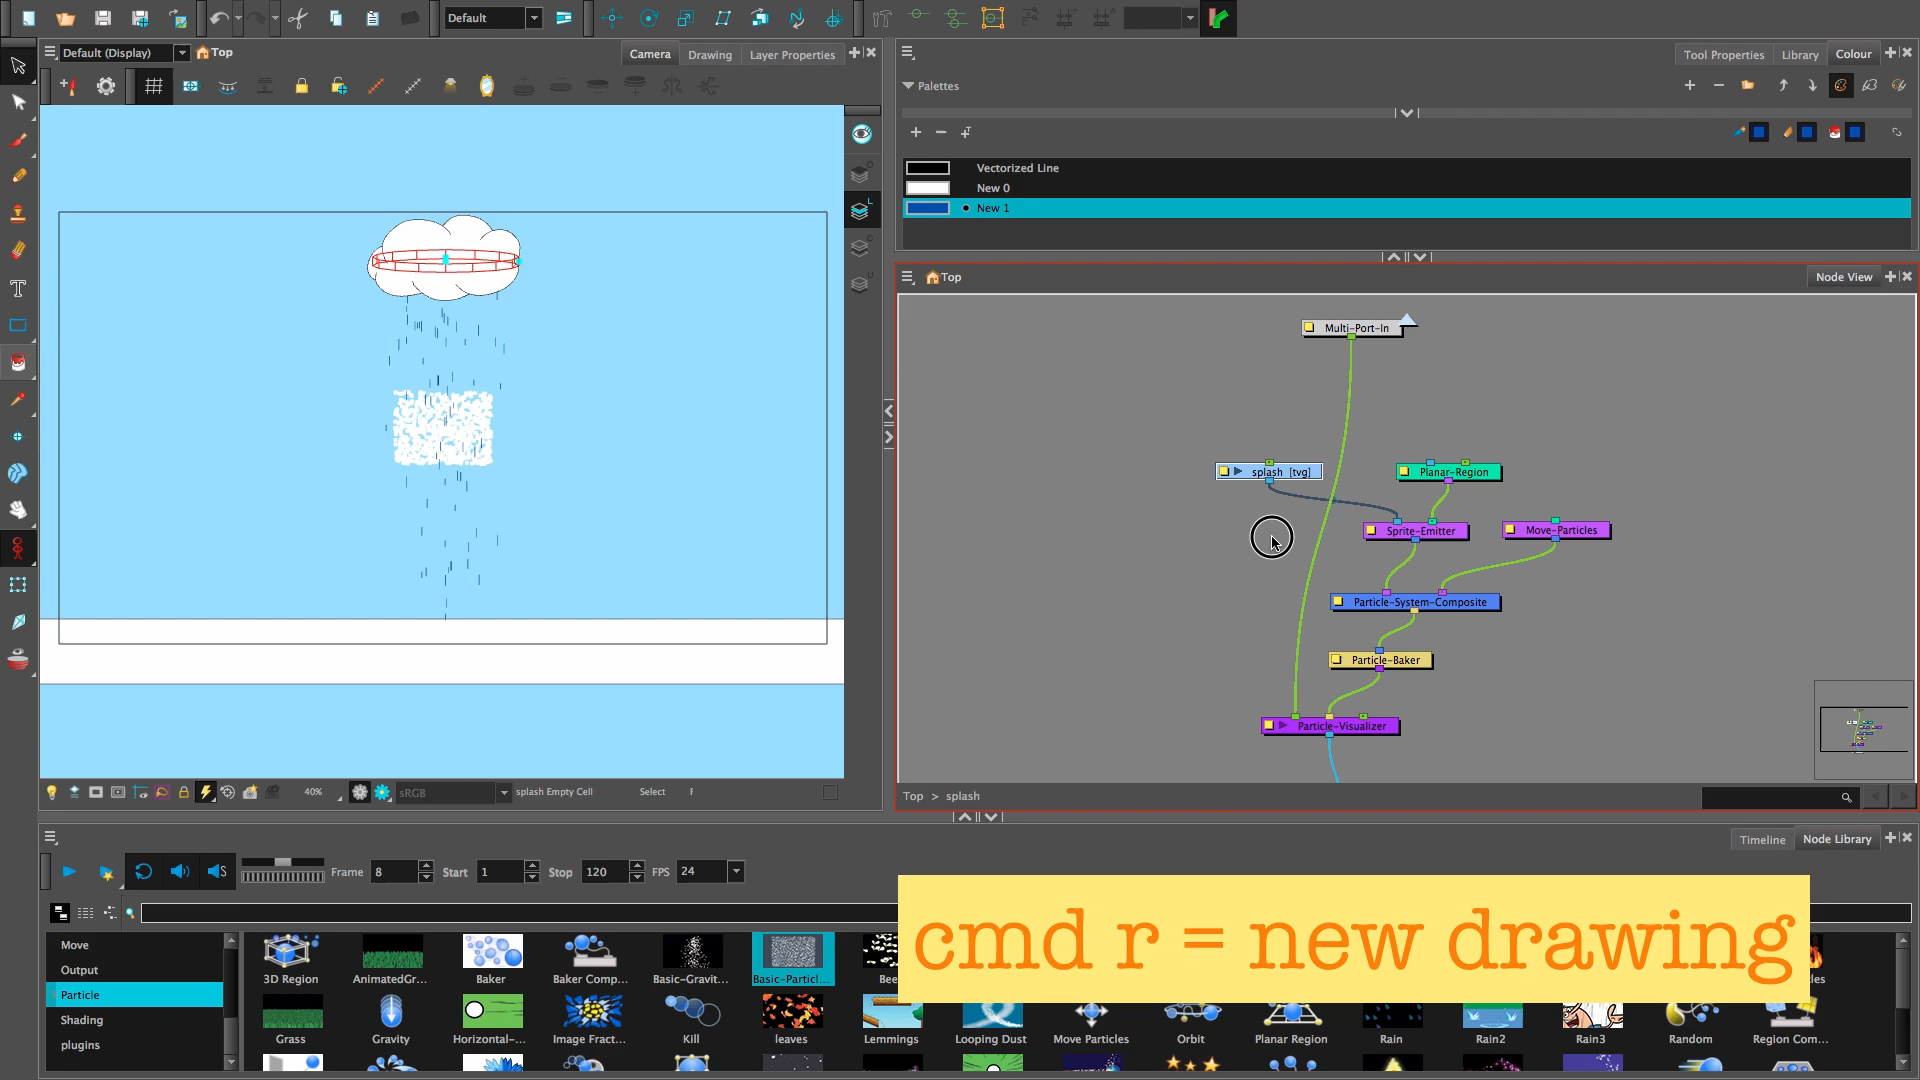 Default
Default (Display)
Top
Camera
Drawing
Layer Properties
Tool Properties
Library
Colour
Palettes
Vectorized Line
New 0
New 1
Top
Node View
Multi-Port-In
splash [tvg]
Planar-Region
Sprite-Emitter
Move-Particles
Particle-System-Composite
Particle-Baker
Particle-Visualizer
40%
sRGB
splash Empty Cell
Select
F
Top > splash
Timeline
Node Library
Frame 8 Start 1 Stop 120 FPS 24
cmd r = new drawing
Move
Output
Particle
Shading
plugins
3D Region
AnimatedGr...
Baker
Baker Comp...
Basic-Gravit...
Basic-Particl...
Bee
les
Grass
Gravity
Horizontal-...
Image Fract...
Kill
leaves
Lemmings
Looping Dust
Move Particles
Orbit
Planar Region
Rain
Rain2
Rain3
Random
Region Com...